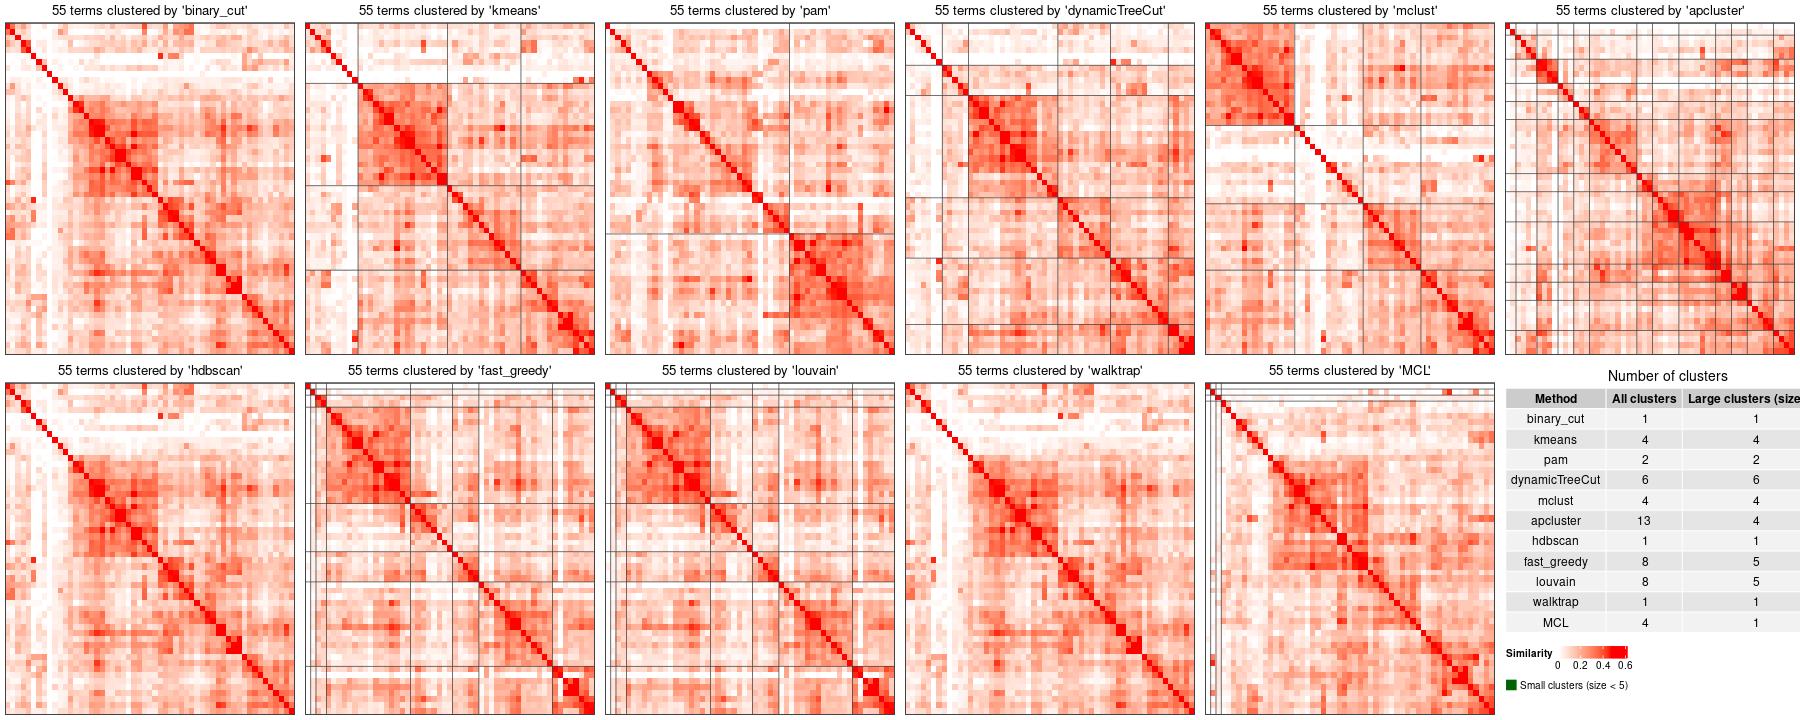 55 terms clustered by 'binary_cut'
55 terms clustered by 'kmeans'
55 terms clustered by 'pam'
55 terms clustered by 'dynamicTreeCut'
55 terms clustered by 'mclust'
55 terms clustered by 'apcluster'
55 terms clustered by 'hdbscan'
55 terms clustered by 'fast_greedy'
55 terms clustered by 'louvain'
55 terms clustered by 'walktrap'
55 terms clustered by 'MCL'
Number of clusters
Method All clusters Large clusters (size
binary_cut 1 1
kmeans 4 4
pam 2 2
dynamicTreeCut 6 6
mclust 4 4
apcluster 13 4
hdbscan 1 1
fast_greedy 8 5
louvain 8 5
walktrap 1 1
MCL 4 1
Similarity
0 0.2 0.4 0.6
Small clusters (size < 5)